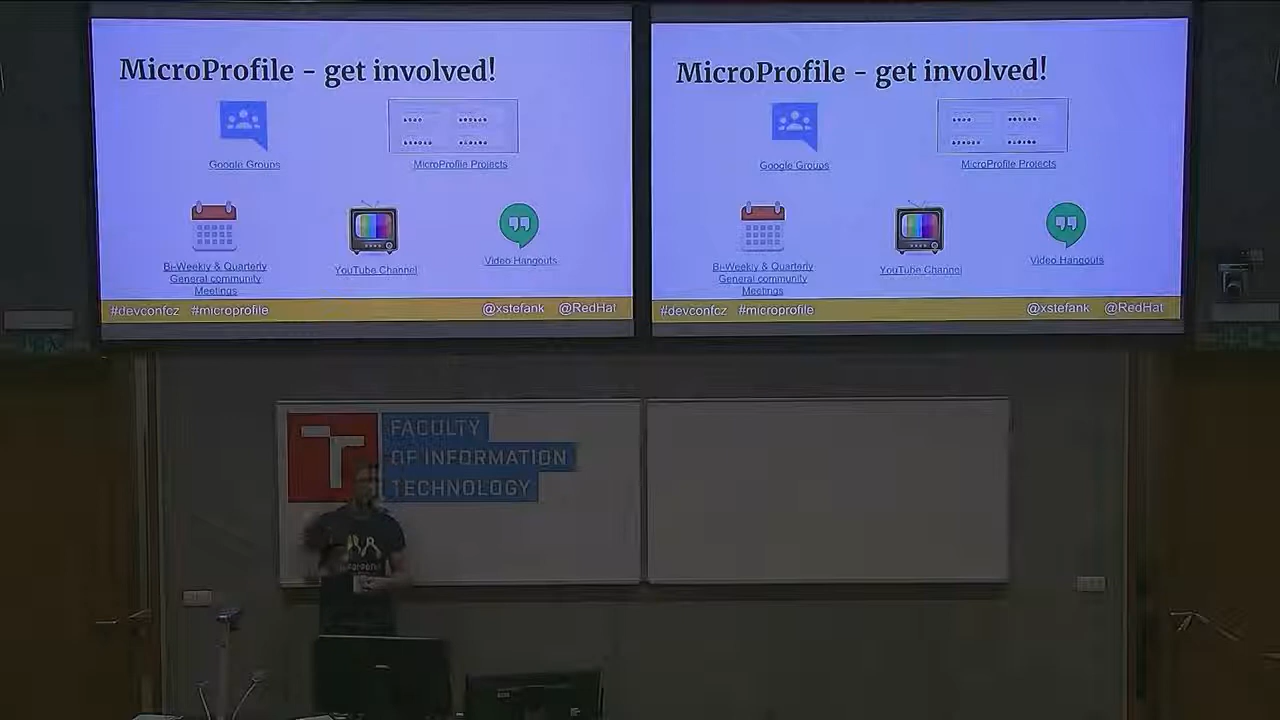 MicroProfile - get involved!
Google Groups
MicroProfile Projects
Bi-Weekly & Quarterly
General community
Meetings
YouTube Channel
Video Hangouts
#devconfcz #microprofile
@xstefank @RedHat
MicroProfile - get involved!
Google Groups
MicroProfile Projects
Bi-Weekly & Quarterly
General community
Meetings
YouTube Channel
Video Hangouts
#devconfcz #microprofile
@xstefank @RedHat
FACULTY
OF INFORMATION
TECHNOLOGY